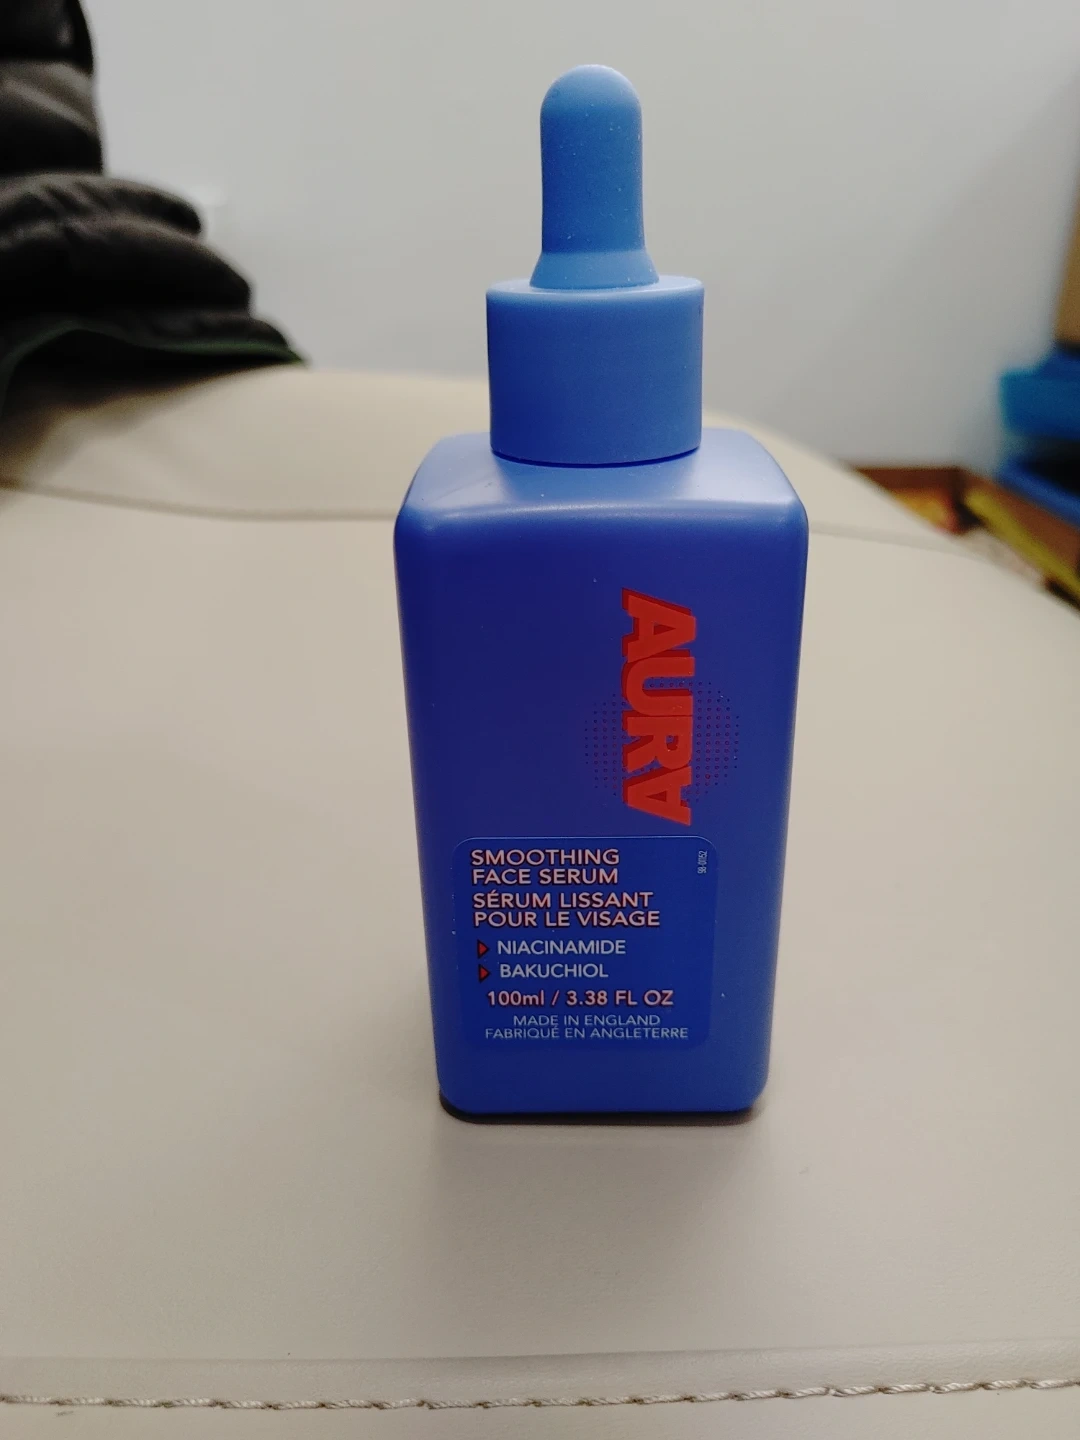 AURA
SMOOTHING
FACE SERUM
SÉRUM LISSANT
POUR LE VISAGE
NIACINAMIDE
BAKUCHIOL
100ml / 3.38 FL OZ
MADE IN ENGLAND
FABRIQUÉ EN ANGLETERRE